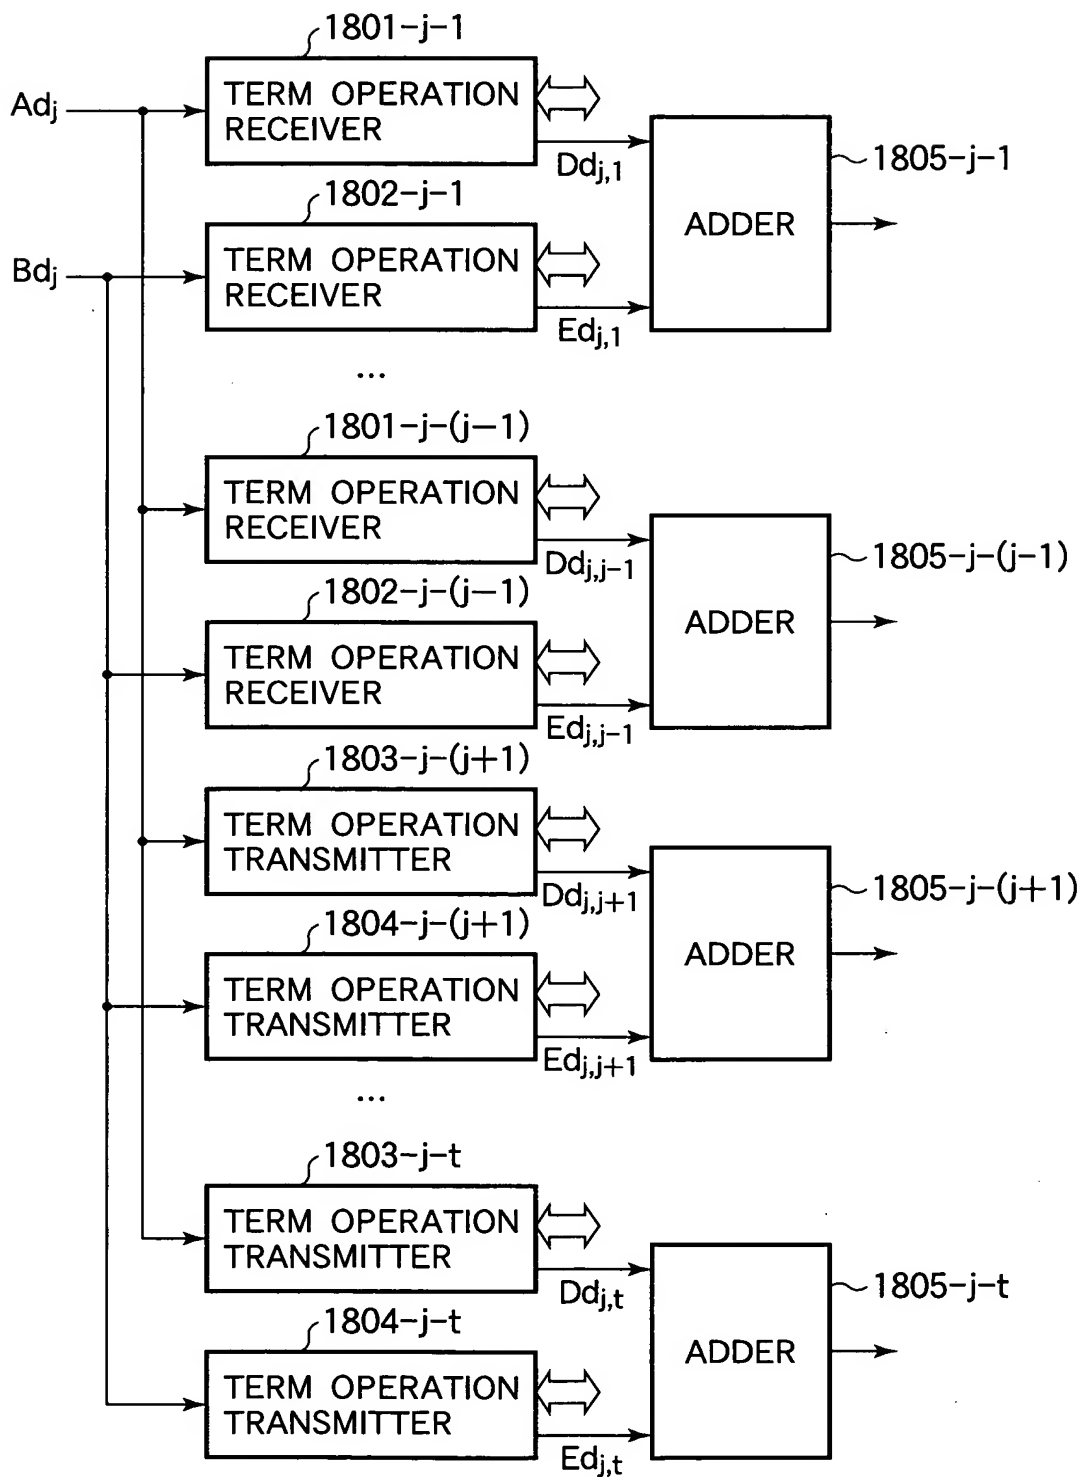 1801-j-1
Adj
TERM OPERATION
RECEIVER
Ddj,1
1805-j-1
1802-j-1
ADDER
Bdj
TERM OPERATION
RECEIVER
Edj,1
...
1801-j-(j-1)
TERM OPERATION
RECEIVER
Ddj,j-1
1805-j-(j-1)
1802-j-(j-1)
ADDER
TERM OPERATION
RECEIVER
Edj,j-1
1803-j-(j+1)
TERM OPERATION
TRANSMITTER
Ddj,j+1
1805-j-(j+1)
1804-j-(j+1)
ADDER
TERM OPERATION
TRANSMITTER
Edj,j+1
...
1803-j-t
TERM OPERATION
TRANSMITTER
Ddj,t
1805-j-t
1804-j-t
ADDER
TERM OPERATION
TRANSMITTER
Edj,t